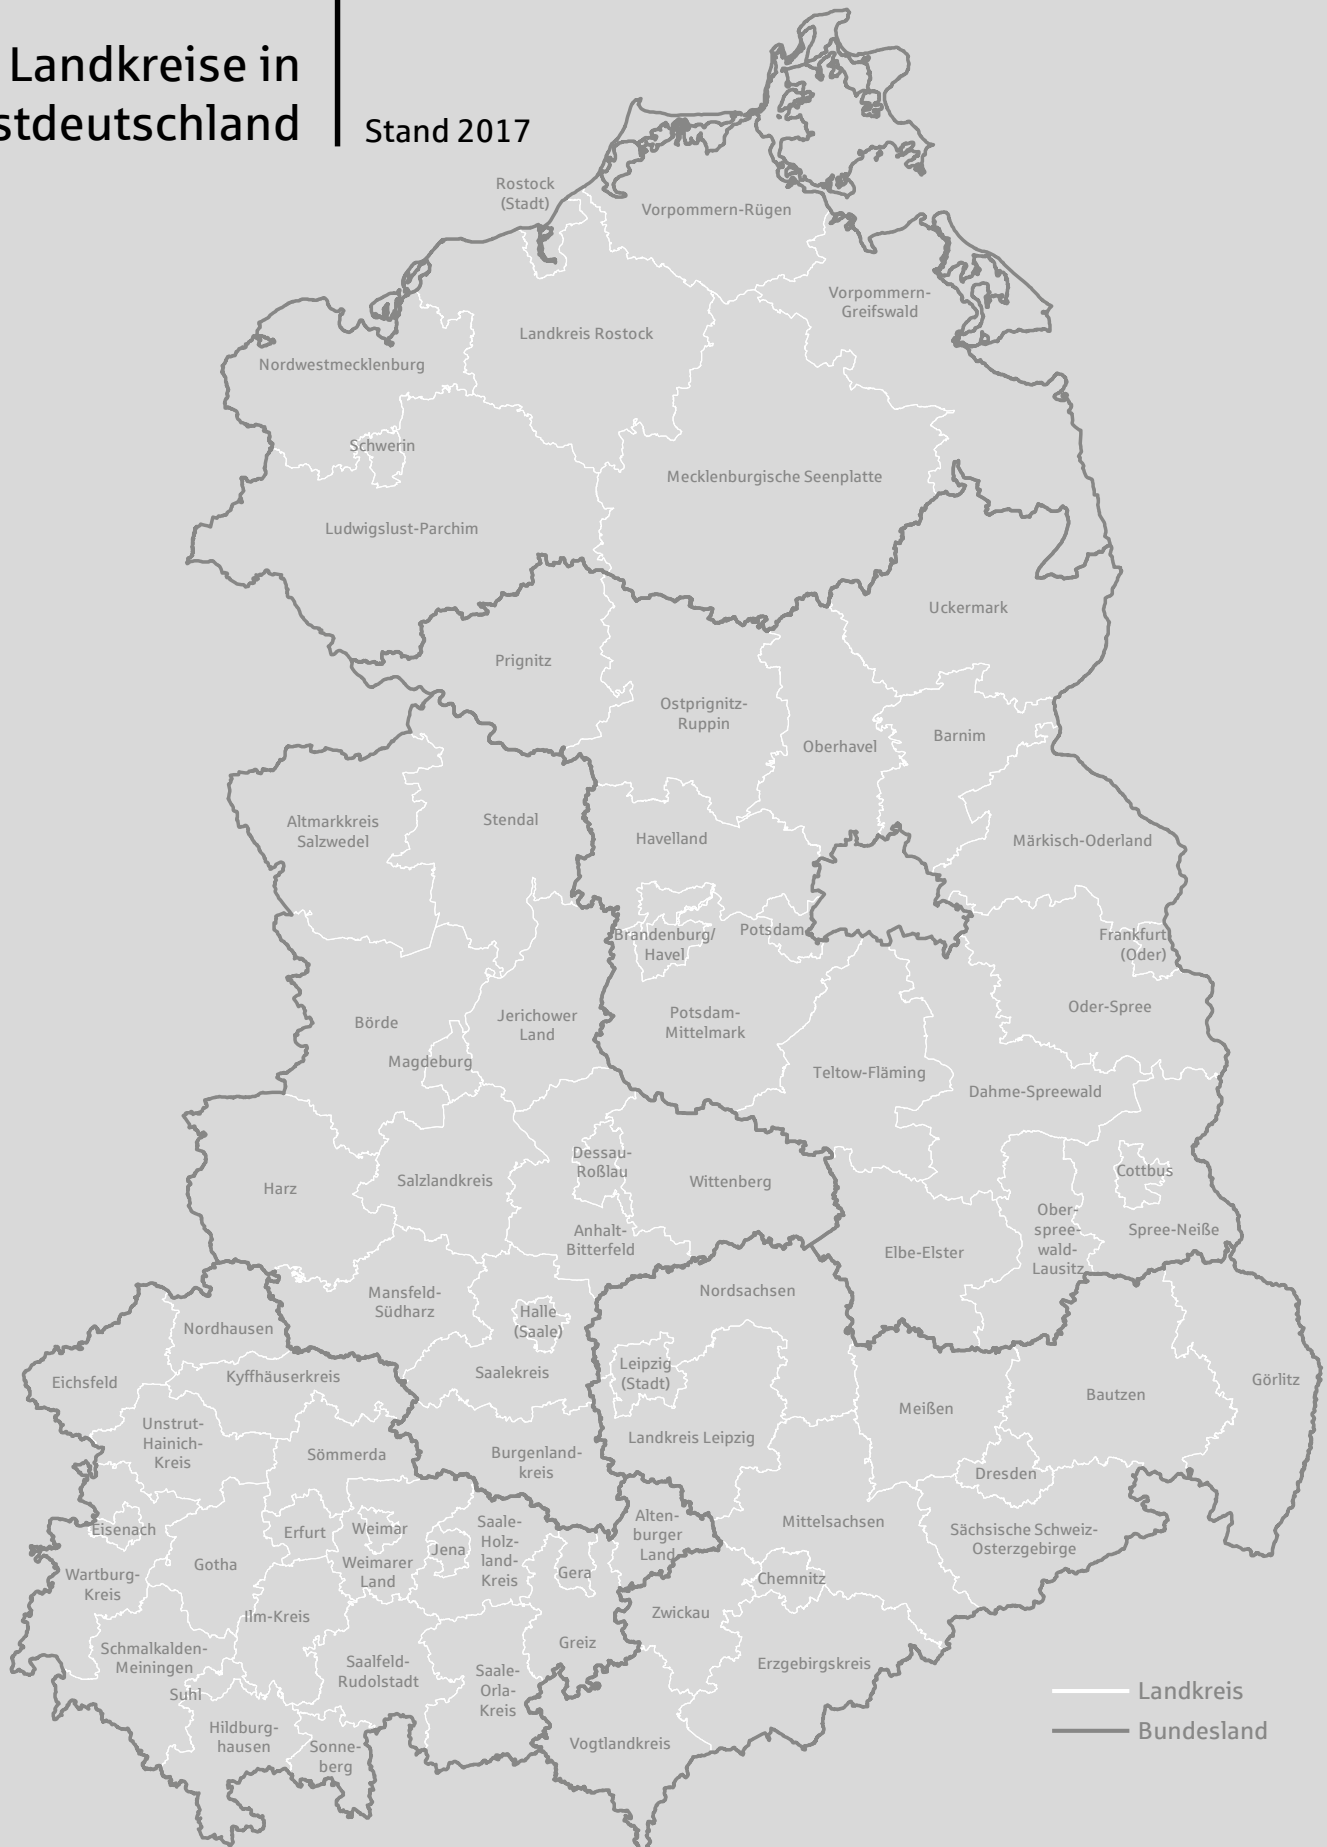 Landkreise in
stdeutschland
Stand 2017
Rostock
(Stadt)
Vorpommern-Rügen
Vorpommern-
Greifswald
Landkreis Rostock
Nordwestmecklenburg
Schwerin
Mecklenburgische Seenplatte
Ludwigslust-Parchim
Uckermark
Prignitz
Ostprignitz-
Ruppin
Oberhavel
Barnim
Altmarkkreis
Salzwedel
Stendal
Havelland
Märkisch-Oderland
Brandenburg/
Havel
Potsdam
Frankfurt
(Oder)
Oder-Spree
Börde
Jerichower
Land
Potsdam-
Mittelmark
Magdeburg
Teltow-Fläming
Dahme-Spreewald
Harz
Salzlandkreis
Dessau-
Roßlau
Wittenberg
Cottbus
Anhalt-
Bitterfeld
Elbe-Elster
Ober-
spree-
wald-
Lausitz
Spree-Neiße
Mansfeld-
Südharz
Halle
(Saale)
Nordsachsen
Nordhausen
Eichsfeld
Kyffhäuserkreis
Saalekreis
Leipzig
(Stadt)
Meißen
Bautzen
Görlitz
Unstrut-
Hainich-
Kreis
Sömmerda
Burgenland-
kreis
Landkreis Leipzig
Dresden
Eisenach
Erfurt
Weimar
Jena
Saale-
Holz-
land-
Kreis
Alten-
burger
Land
Mittelsachsen
Sächsische Schweiz-
Osterzgebirge
Wartburg-
Kreis
Gotha
Weimarer
Land
Gera
Chemnitz
Ilm-Kreis
Zwickau
Schmalkalden-
Meiningen
Saalfeld-
Rudolstadt
Greiz
Erzgebirgskreis
Suhl
Saale-
Orla-
Kreis
Hildburg-
hausen
Sonne-
berg
Vogtlandkreis
Landkreis
Bundesland